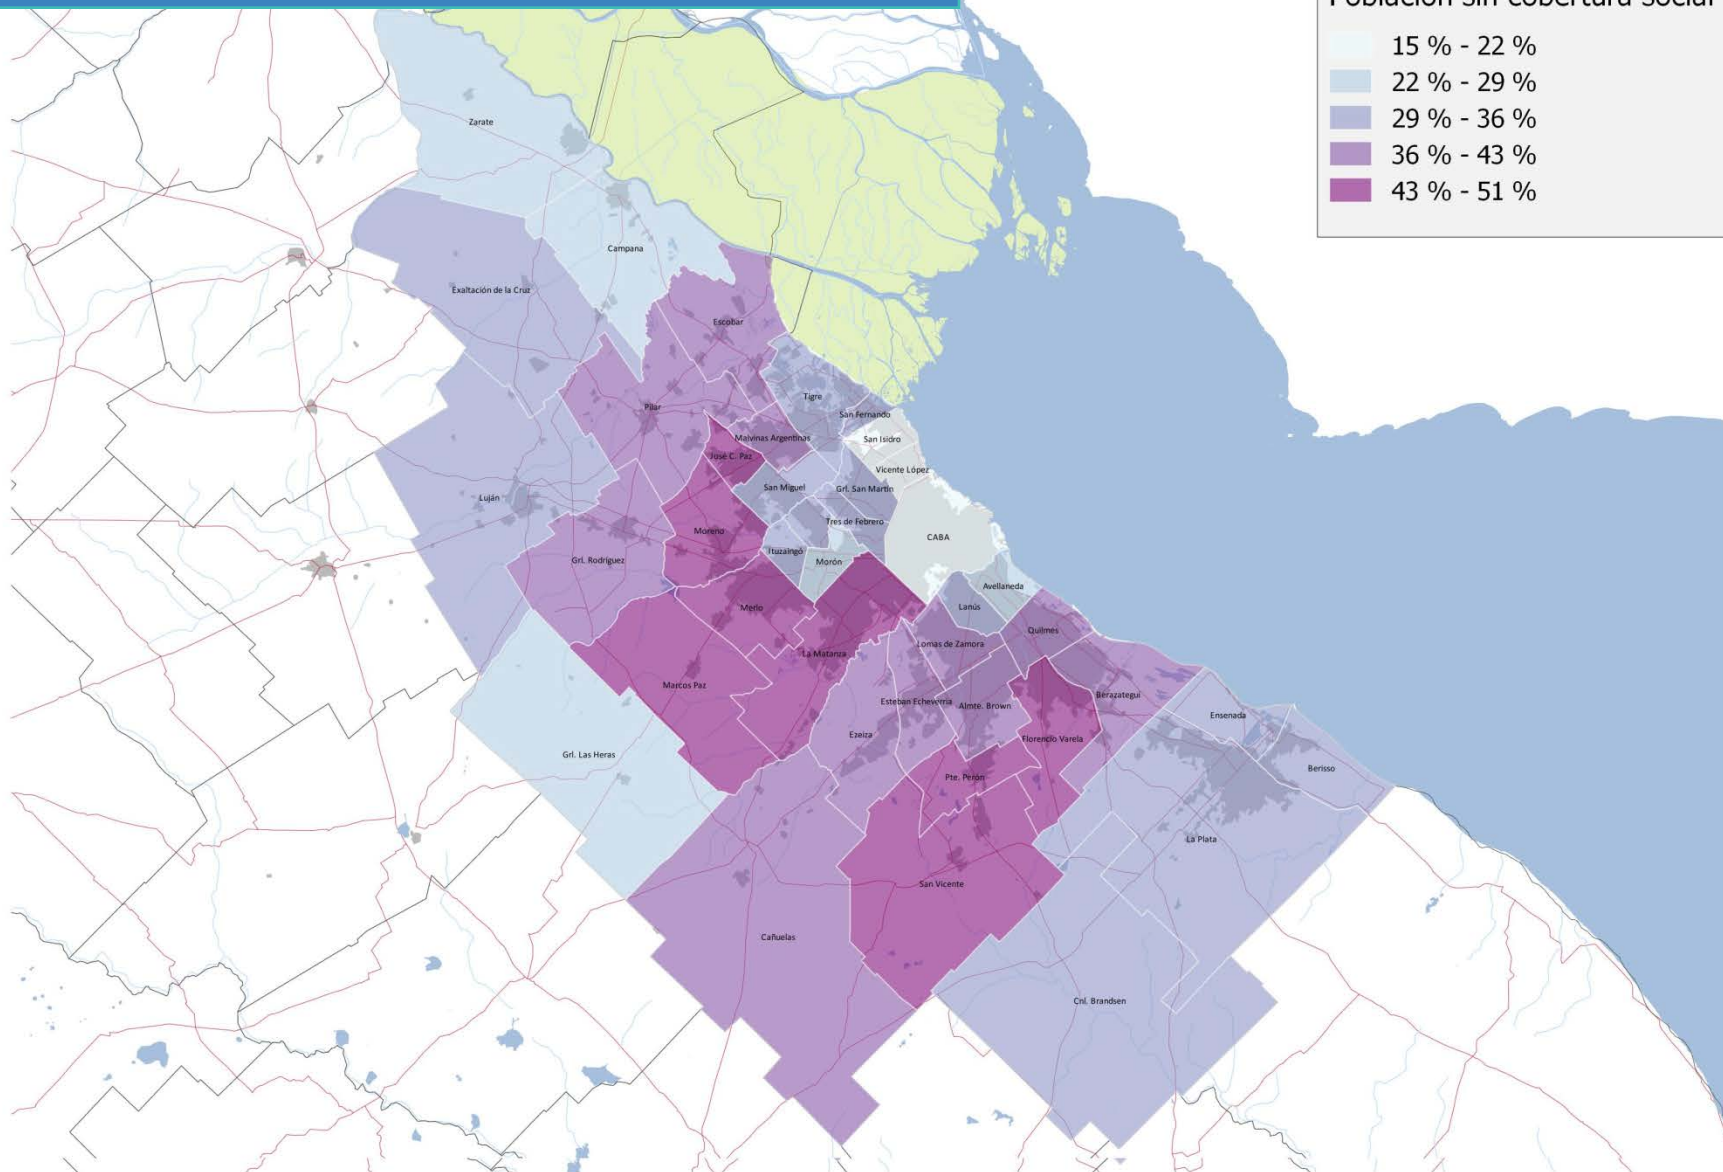 Población sin cobertura social
15 % - 22 %
22 % - 29 %
29 % - 36 %
36 % - 43 %
43 % - 51 %
Zarate
Campana
Exaltación de la Cruz
Escobar
Tigre
Pilar
San Fernando
Malvinas Argentinas
San Isidro
José C. Paz
Vicente López
San Miguel
Grl. San Martín
Luján
Tres de Febrero
Moreno
CABA
Ituzaingó
Grl. Rodríguez
Morón
Avellaneda
Merlo
Lanús
Quilmes
Lomas de Zamora
La Matanza
Marcos Paz
Berazategui
Esteban Echeverria
Almte. Brown
Ensenada
Ezeiza
Florencio Varela
Grl. Las Heras
Berisso
Pte. Perón
La Plata
San Vicente
Cañuelas
Cnl. Brandsen